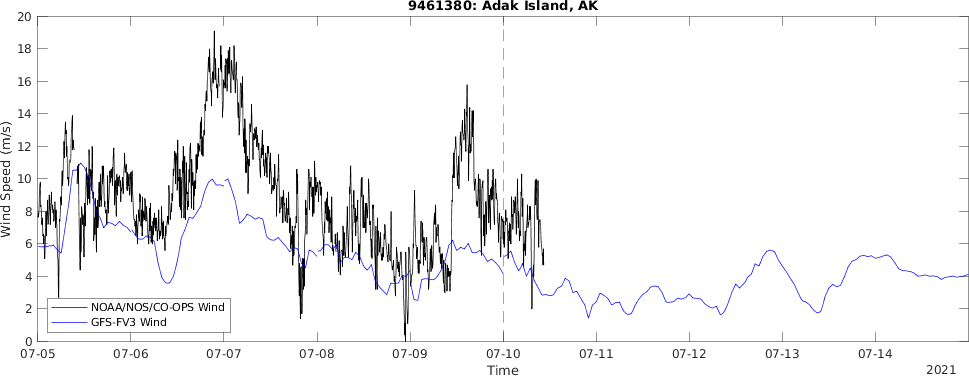 9461380: Adak Island, AK
Wind Speed (m/s)
20
18
16
14
12
10
8
6
4
2
0
NOAA/NOS/CO-OPS Wind
GFS-FV3 Wind
07-05 07-06 07-07 07-08 07-09 07-10 07-11 07-12 07-13 07-14
Time
2021